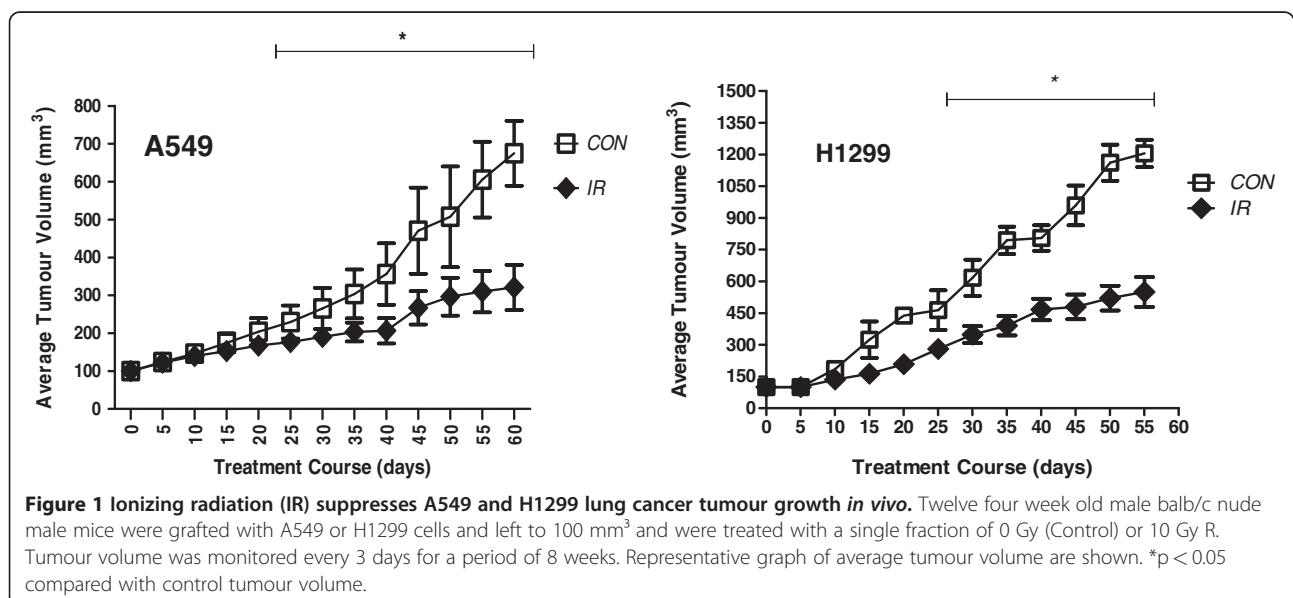 *
A549
Average Tumour Volume (mm³)
800
700
600
500
400
300
200
100
0
0 5 10 15 20 25 30 35 40 45 50 55 60
Treatment Course (days)
CON
IR
*
H1299
Average Tumour Volume (mm³)
1500
1350
1200
1050
900
750
600
450
300
150
0
0 5 10 15 20 25 30 35 40 45 50 55 60
Treatment Course (days)
CON
IR
Figure 1 Ionizing radiation (IR) suppresses A549 and H1299 lung cancer tumour growth in vivo. Twelve four week old male balb/c nude
male mice were grafted with A549 or H1299 cells and left to 100 mm³ and were treated with a single fraction of 0 Gy (Control) or 10 Gy R.
Tumour volume was monitored every 3 days for a period of 8 weeks. Representative graph of average tumour volume are shown. *p < 0.05
compared with control tumour volume.